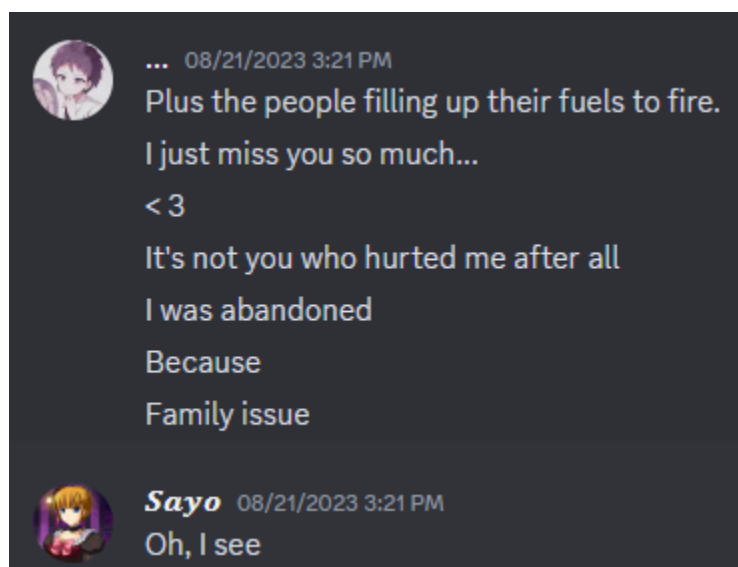 ... 08/21/2023 3:21 PM
Plus the people filling up their fuels to fire.
I just miss you so much...
< 3
It's not you who hurted me after all
I was abandoned
Because
Family issue
Sayo 08/21/2023 3:21 PM
Oh, I see